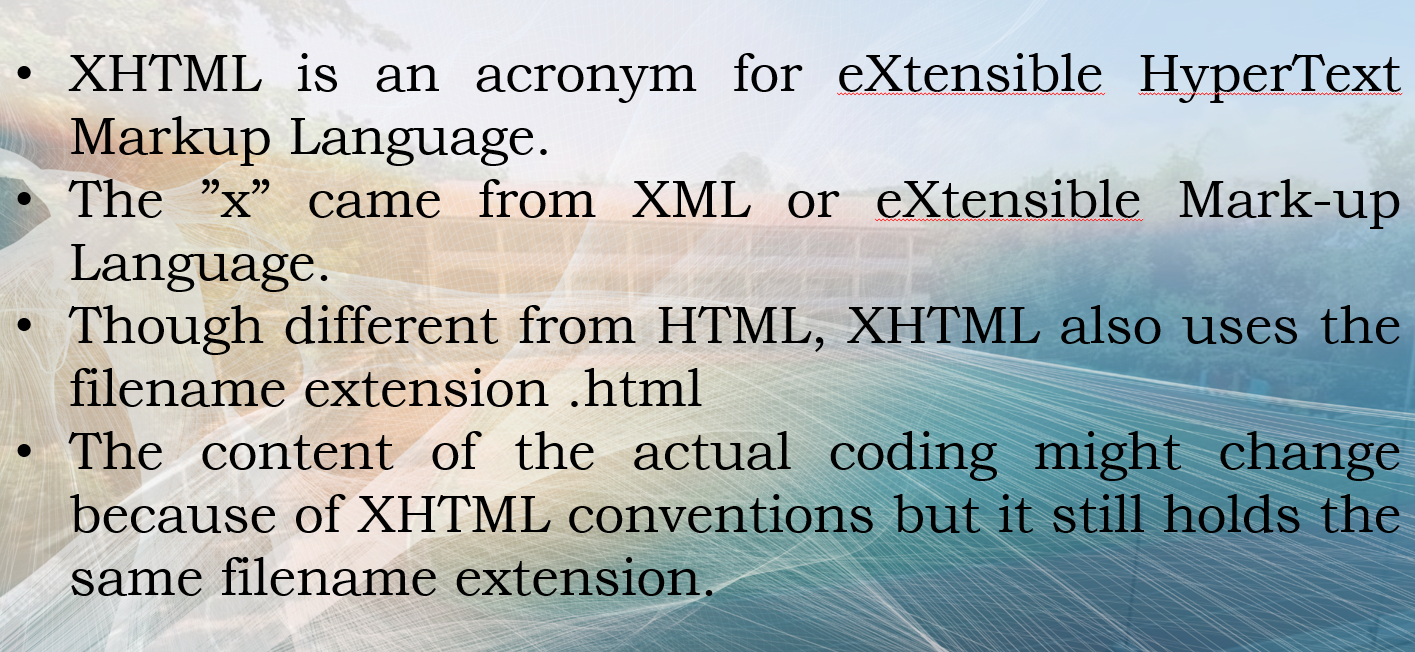 • XHTML is an acronym for eXtensible HyperText
Markup Language.
• The ”x” came from XML or eXtensible Mark-up
Language.
• Though different from HTML, XHTML also uses the
filename extension .html
• The content of the actual coding might change
because of XHTML conventions but it still holds the
same filename extension.